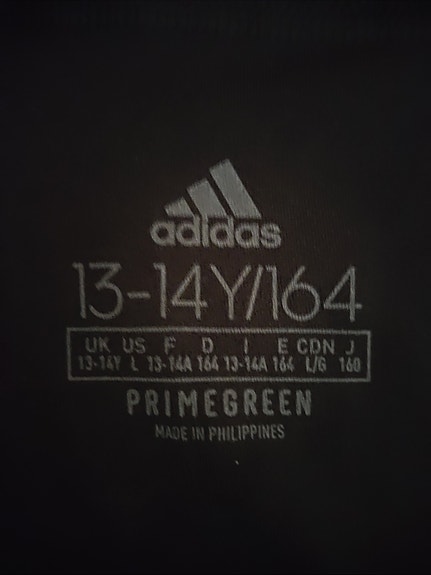 adidas
13-14Y/164
UK US F D I E CDN J
13-14Y L 13-14A 164 13-14A 164 L/G 160
PRIMEGREEN
MADE IN PHILIPPINES